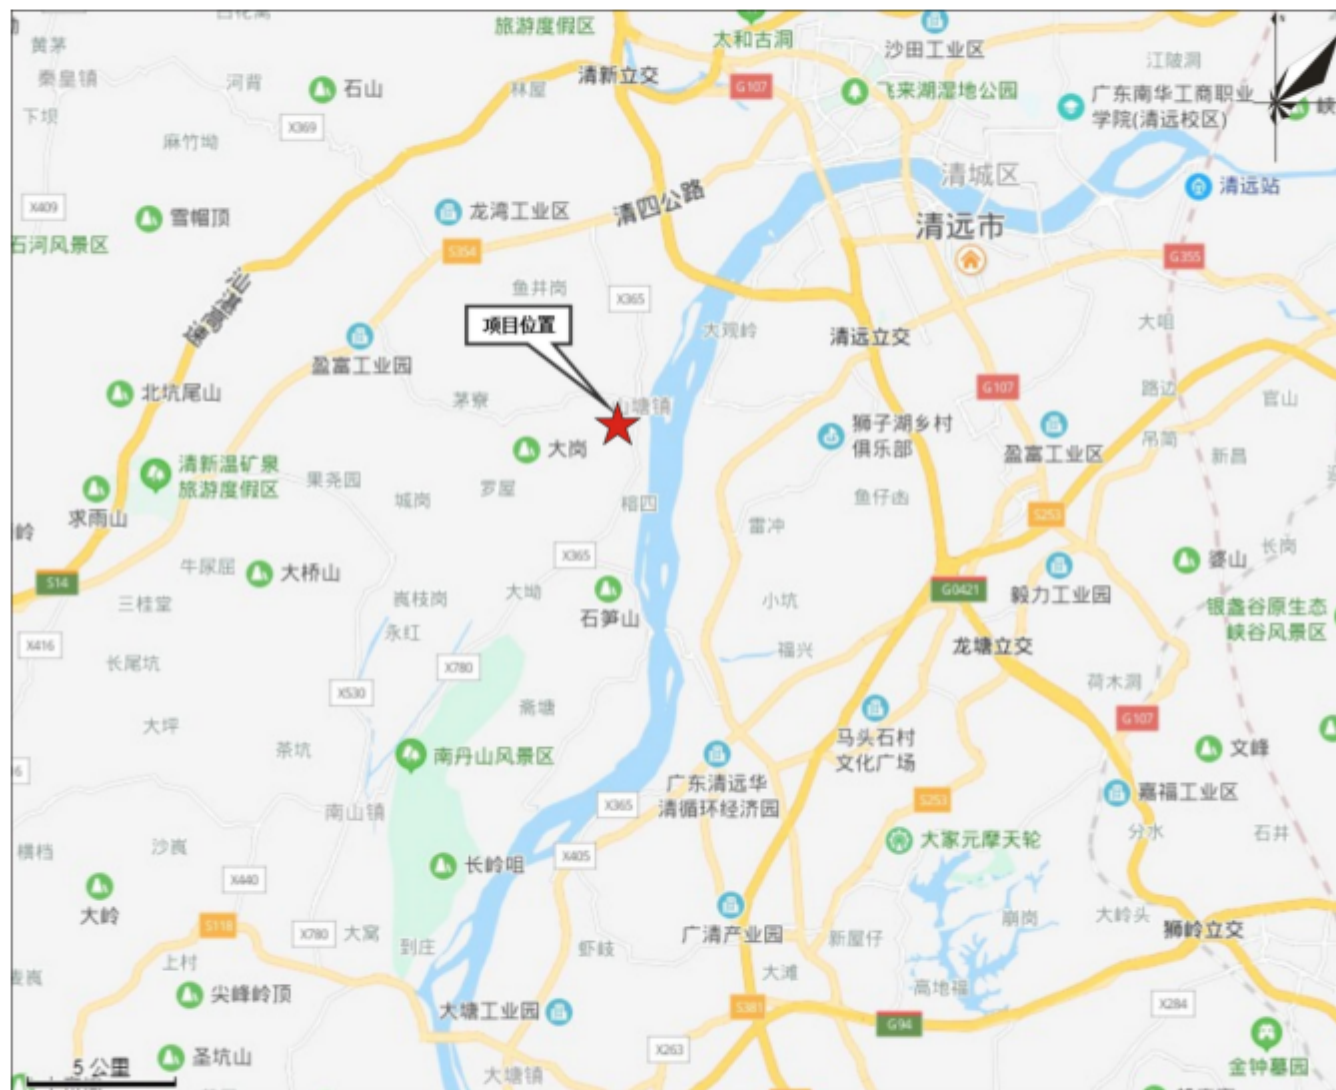 旅游度假区
太和古洞
沙田工业区
黄茅
清新立交
江陂洞
秦皇镇
河背
石山
林屋
G107
飞来湖湿地公园
广东南华工商职业
学院(清远校区)
峡
下坝
X369
麻竹坳
清城区
清远站
X409
雪帽顶
龙湾工业区
清四公路
清远市
石河风景区
S354
G355
鱼井岗
X365
汕湛高速
项目位置
大观岭
清远立交
大咀
盈富工业园
北坑尾山
茅寮
塘镇
G107
路边
官山
狮子湖乡村
俱乐部
大岗
盈富工业区
吊简
新昌
清新温矿泉
旅游度假区
果尧园
罗屋
城岗
榕四
鱼仔函
求雨山
岭
雷冲
S253
X365
长岗
牛尿屈
大桥山
婆山
S14
大坳
石笋山
G0421
毅力工业园
三桂堂
崀枝岗
小坑
银盏谷原生态
峡谷风景区
X416
永红
福兴
龙塘立交
长尾坑
X780
荷木洞
X530
斋塘
大坪
茶坑
马头石村
文化广场
G107
文峰
南丹山风景区
广东清远华
清循环经济园
嘉福工业区
南山镇
X365
S253
分水
石井
横档
沙崀
大家元摩天轮
X405
长岭咀
X440
大岭
崩岗
大岭头
S118
X780
大窝
到庄
虾岐
广清产业园
新屋仔
狮岭立交
上村
麦崀
大滩
尖峰岭顶
高地福
大塘工业园
S381
G94
X284
5 公里
圣坑山
X263
大塘镇
金钟墓园